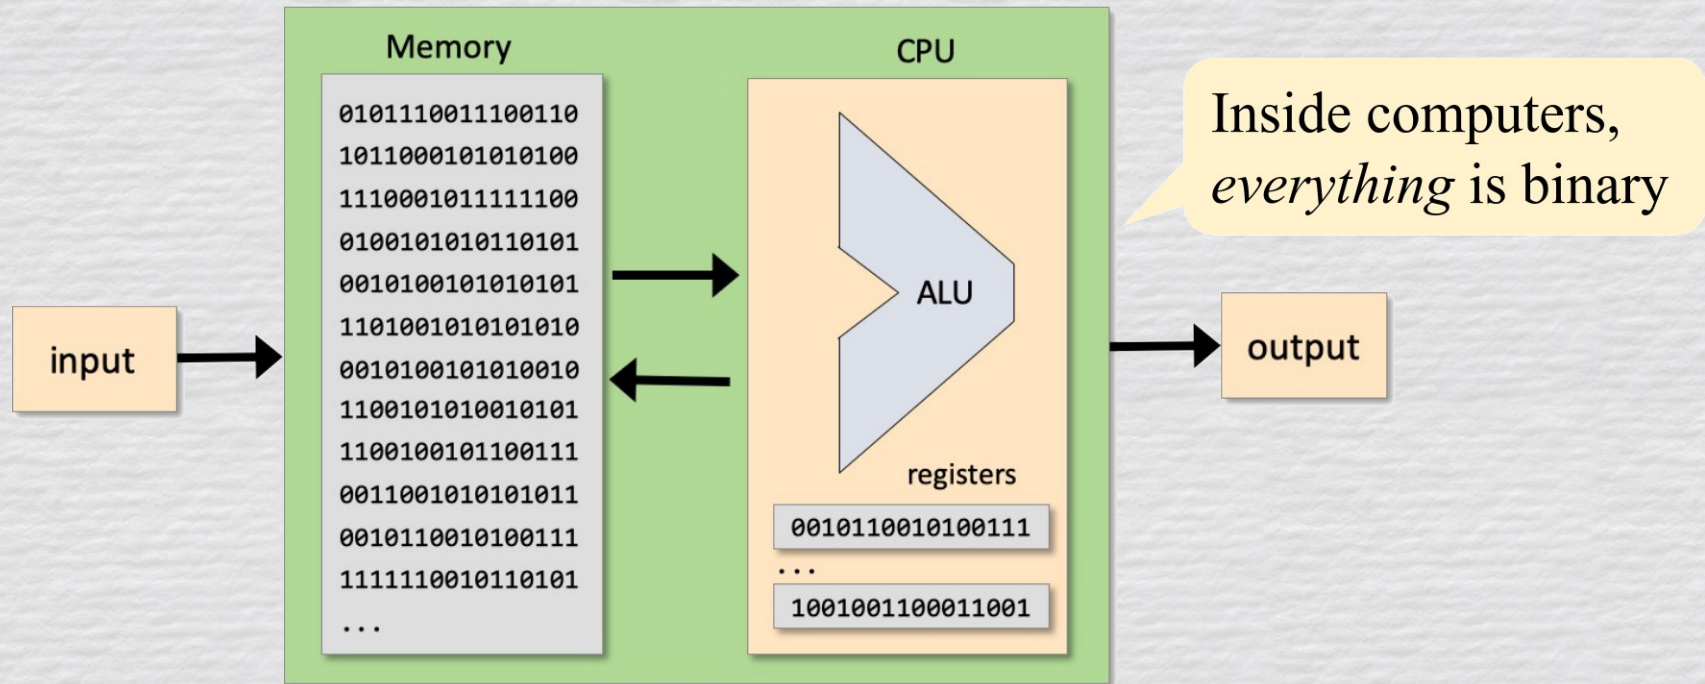 Memory
0101110011100110
1011000101010100
1110001011111100
0100101010110101
0010100101010101
1101001010101010
0010100101010010
1100101010010101
1100100101100111
0011001010101011
0010110010100111
1111110010110101
...
CPU
ALU
registers
0010110010100111
...
1001001100011001
Inside computers,
everything is binary
input
output